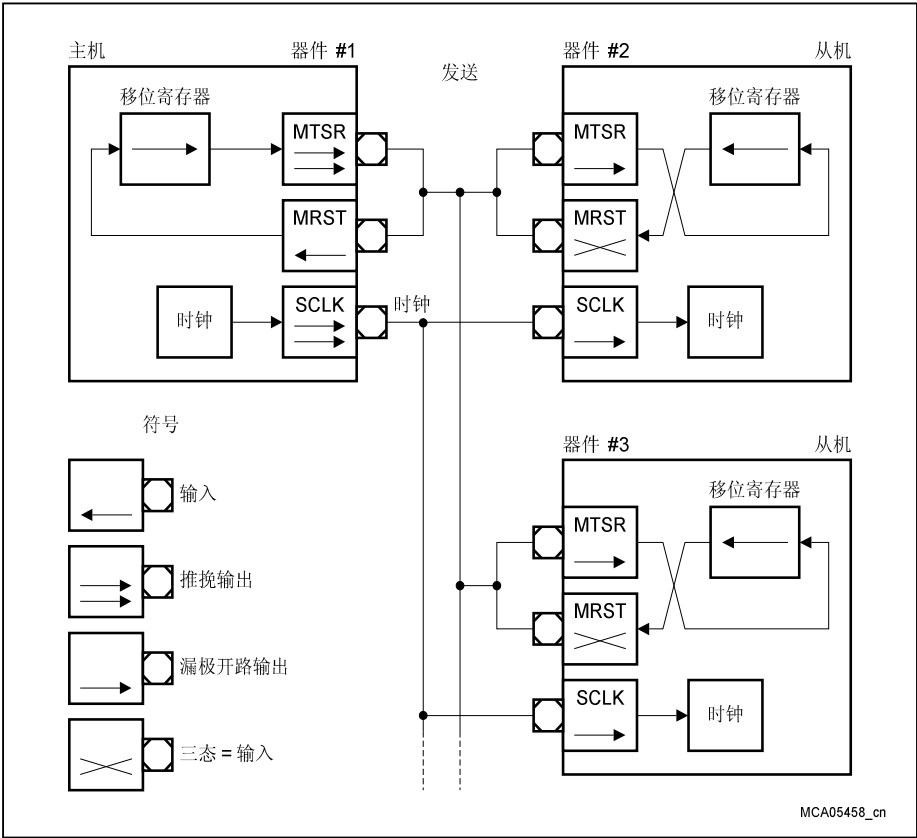 主机 器件 #1
移位寄存器
MTSR
MRST
时钟
SCLK
时钟
发送
器件 #2 从机
移位寄存器
MTSR
MRST
SCLK
时钟
符号
输入
推挽输出
漏极开路输出
三态 = 输入
器件 #3 从机
移位寄存器
MTSR
MRST
SCLK
时钟
MCA05458_cn